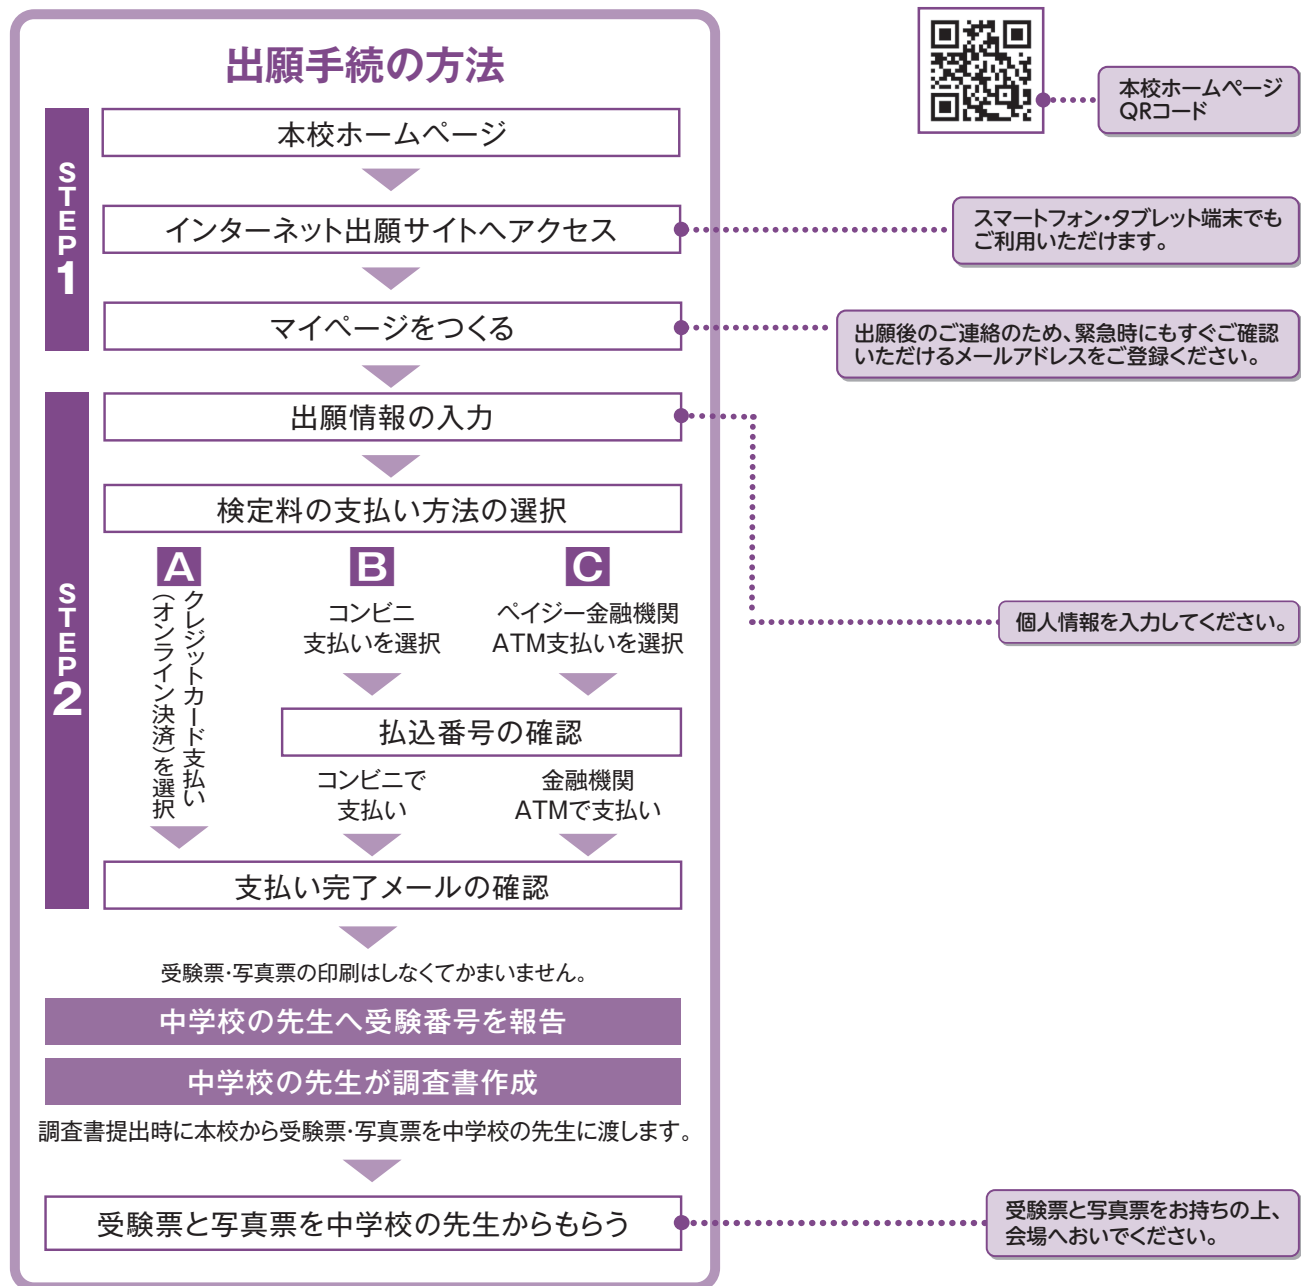 出願手続の方法
本校ホームページ
QRコード
STEP1
本校ホームページ
インターネット出願サイトへアクセス
スマートフォン・タブレット端末でも
ご利用いただけます。
マイページをつくる
出願後のご連絡のため、緊急時にもすぐご確認
いただけるメールアドレスをご登録ください。
STEP2
出願情報の入力
個人情報を入力してください。
検定料の支払い方法の選択
A
クレジットカード支払い
(オンライン決済)を選択
B
コンビニ
支払いを選択
C
ペイジー金融機関
ATM支払いを選択
払込番号の確認
コンビニで
支払い
金融機関
ATMで支払い
支払い完了メールの確認
受験票・写真票の印刷はしなくてかまいません。
中学校の先生へ受験番号を報告
中学校の先生が調査書作成
調査書提出時に本校から受験票・写真票を中学校の先生に渡します。
受験票と写真票を中学校の先生からもらう
受験票と写真票をお持ちの上、
会場へおいでください。